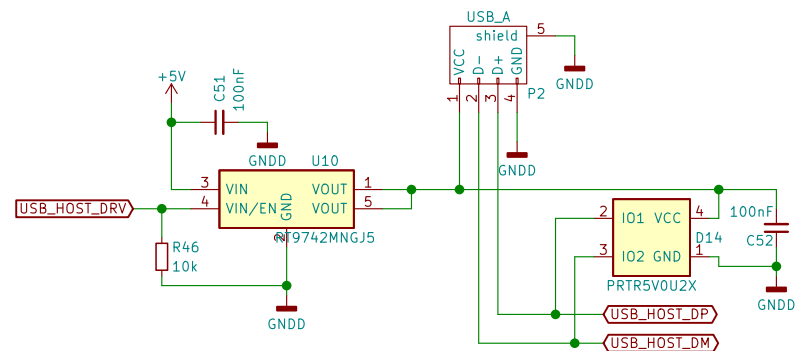 USB_A
shield
5
VCC
D-
D+
GND
P2
1
2
3
4
GNDD
GNDD
+5V
C51
100nF
GNDD
U10
3
VIN
VOUT
1
4
VIN/EN
GND
VOUT
5
USB_HOST_DRV
2
RT9742MNGJ5
R46
10k
GNDD
2
IO1
VCC
4
100nF
C52
D14
3
IO2
GND
1
PRTR5V0U2X
GNDD
USB_HOST_DP
USB_HOST_DM